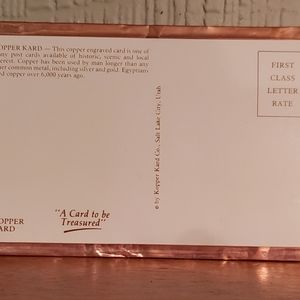 OPPER KARD — This copper engraved card is one of
ny post cards available of historic, scenic and local
erest. Copper has been used by man longer than any
er common metal, including silver and gold. Egyptians
d copper over 6,000 years ago.
FIRST
CLASS
LETTER
RATE
© by Kopper Kard Co., Salt Lake City, Utah
"A Card to be
Treasured"
OPPER
ARD